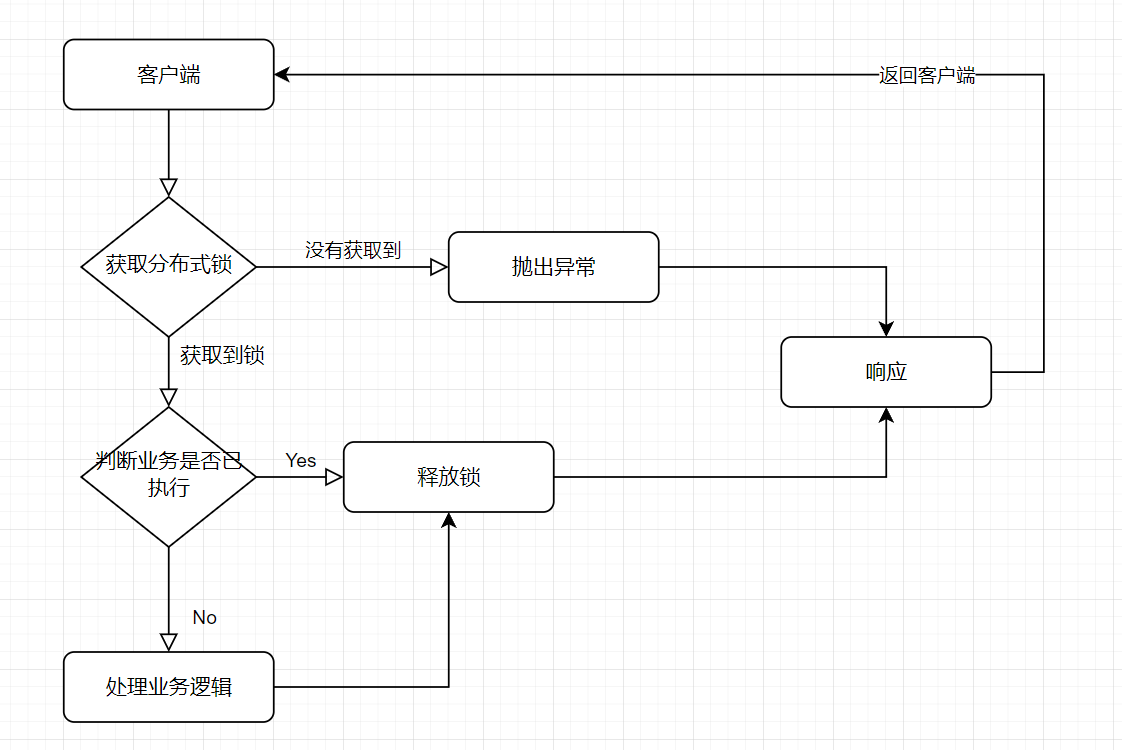 客户端
返回客户端
获取分布式锁
没有获取到
抛出异常
获取到锁
响应
判断业务是否已
执行
Yes
释放锁
No
处理业务逻辑